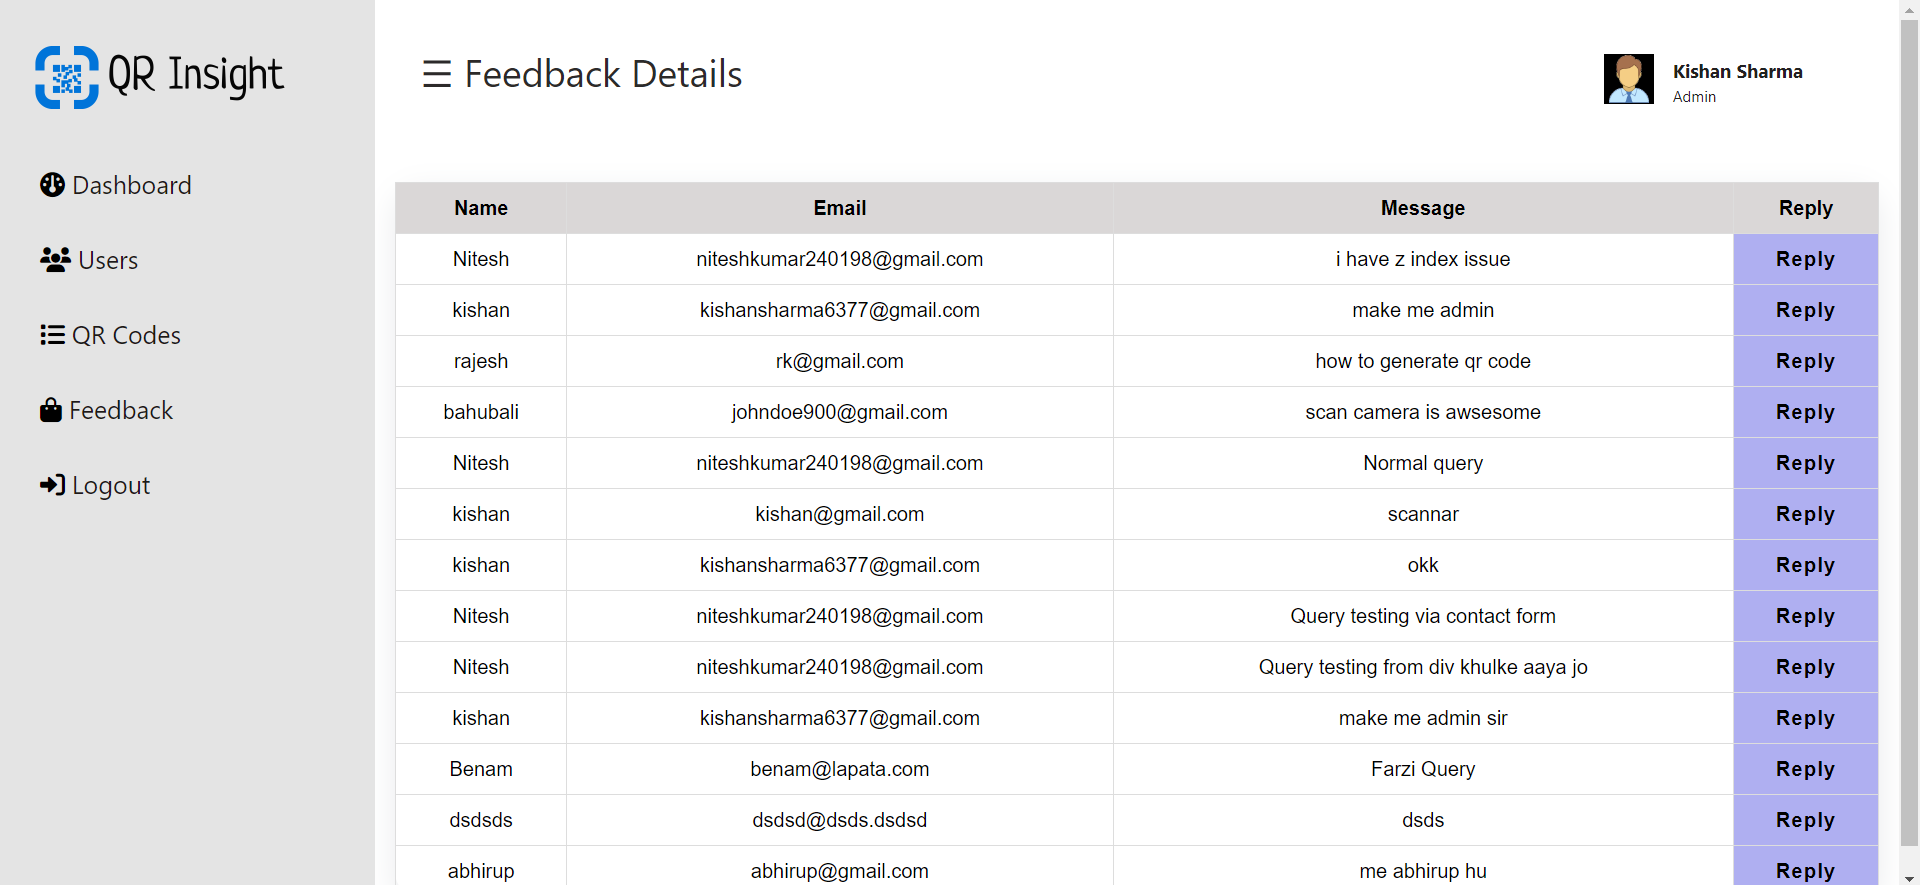 QR Insight
Dashboard
Users
QR Codes
Feedback
Logout
☰ Feedback Details
Kishan Sharma
Admin
Name Email Message Reply
Nitesh niteshkumar240198@gmail.com i have z index issue Reply
kishan kishansharma6377@gmail.com make me admin Reply
rajesh rk@gmail.com how to generate qr code Reply
bahubali johndoe900@gmail.com scan camera is awsesome Reply
Nitesh niteshkumar240198@gmail.com Normal query Reply
kishan kishan@gmail.com scannar Reply
kishan kishansharma6377@gmail.com okk Reply
Nitesh niteshkumar240198@gmail.com Query testing via contact form Reply
Nitesh niteshkumar240198@gmail.com Query testing from div khulke aaya jo Reply
kishan kishansharma6377@gmail.com make me admin sir Reply
Benam benam@lapata.com Farzi Query Reply
dsdsds dsdsd@dsds.dsdsd dsds Reply
abhirup abhirup@gmail.com me abhirup hu Reply